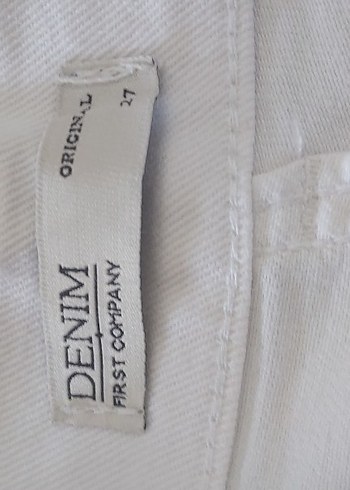 DENIM ORIGINAL
FIRST COMPANY 27